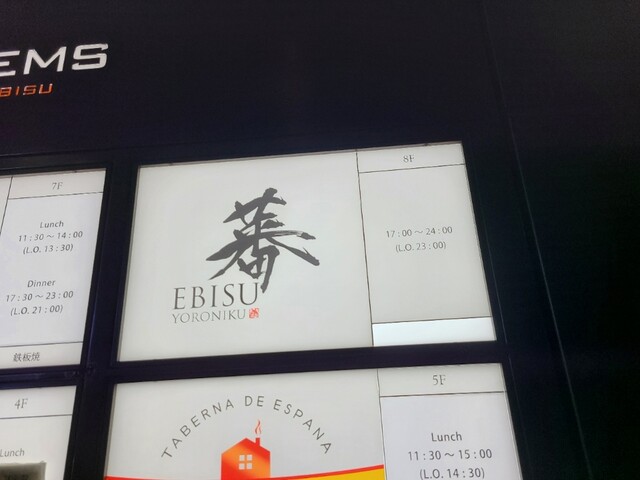 EMS
EBISU
7F
Lunch
11:30〜14:00
(L.O. 13:30)
Dinner
17:30〜23:00
(L.O. 21:00)
鉄板焼
蕃
EBISU
YORONIKU
8F
17:00〜24:00
(L.O. 23:00)
4F
Lunch
TABERNA DE ESPANA
5F
Lunch
11:30〜15:00
(L.O. 14:30)